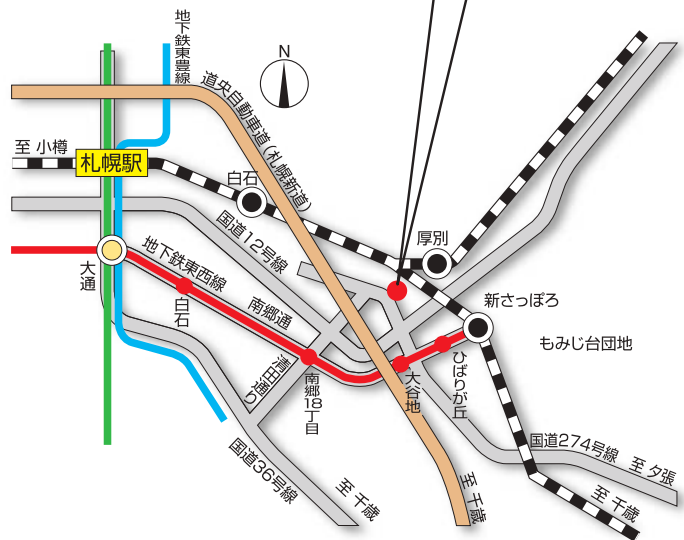 地下鉄東豊線
N
道央自動車道(札幌新道)
至 小樽
札幌駅
白石
国道12号線
厚別
大通
地下鉄東西線
白石
南郷通
新さっぽろ
もみじ台団地
清田通り
南郷18丁目
大谷地
ひばりが丘
国道274号線
至 夕張
国道36号線
至 千歳
至 千歳
至 千歳